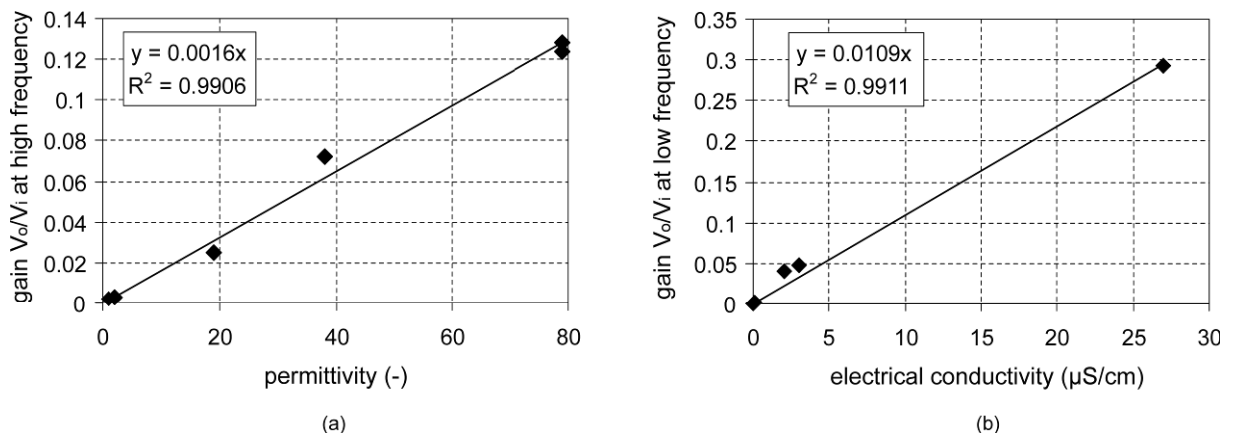 0.14
0.12
0.1
0.08
0.06
0.04
0.02
0
gain Vo/Vi at high frequency
y = 0.0016x
R² = 0.9906
0 20 40 60 80
permittivity (-)
(a)
0.35
0.3
0.25
0.2
0.15
0.1
0.05
0
gain Vo/Vi at low frequency
y = 0.0109x
R² = 0.9911
0 5 10 15 20 25 30
electrical conductivity (µS/cm)
(b)